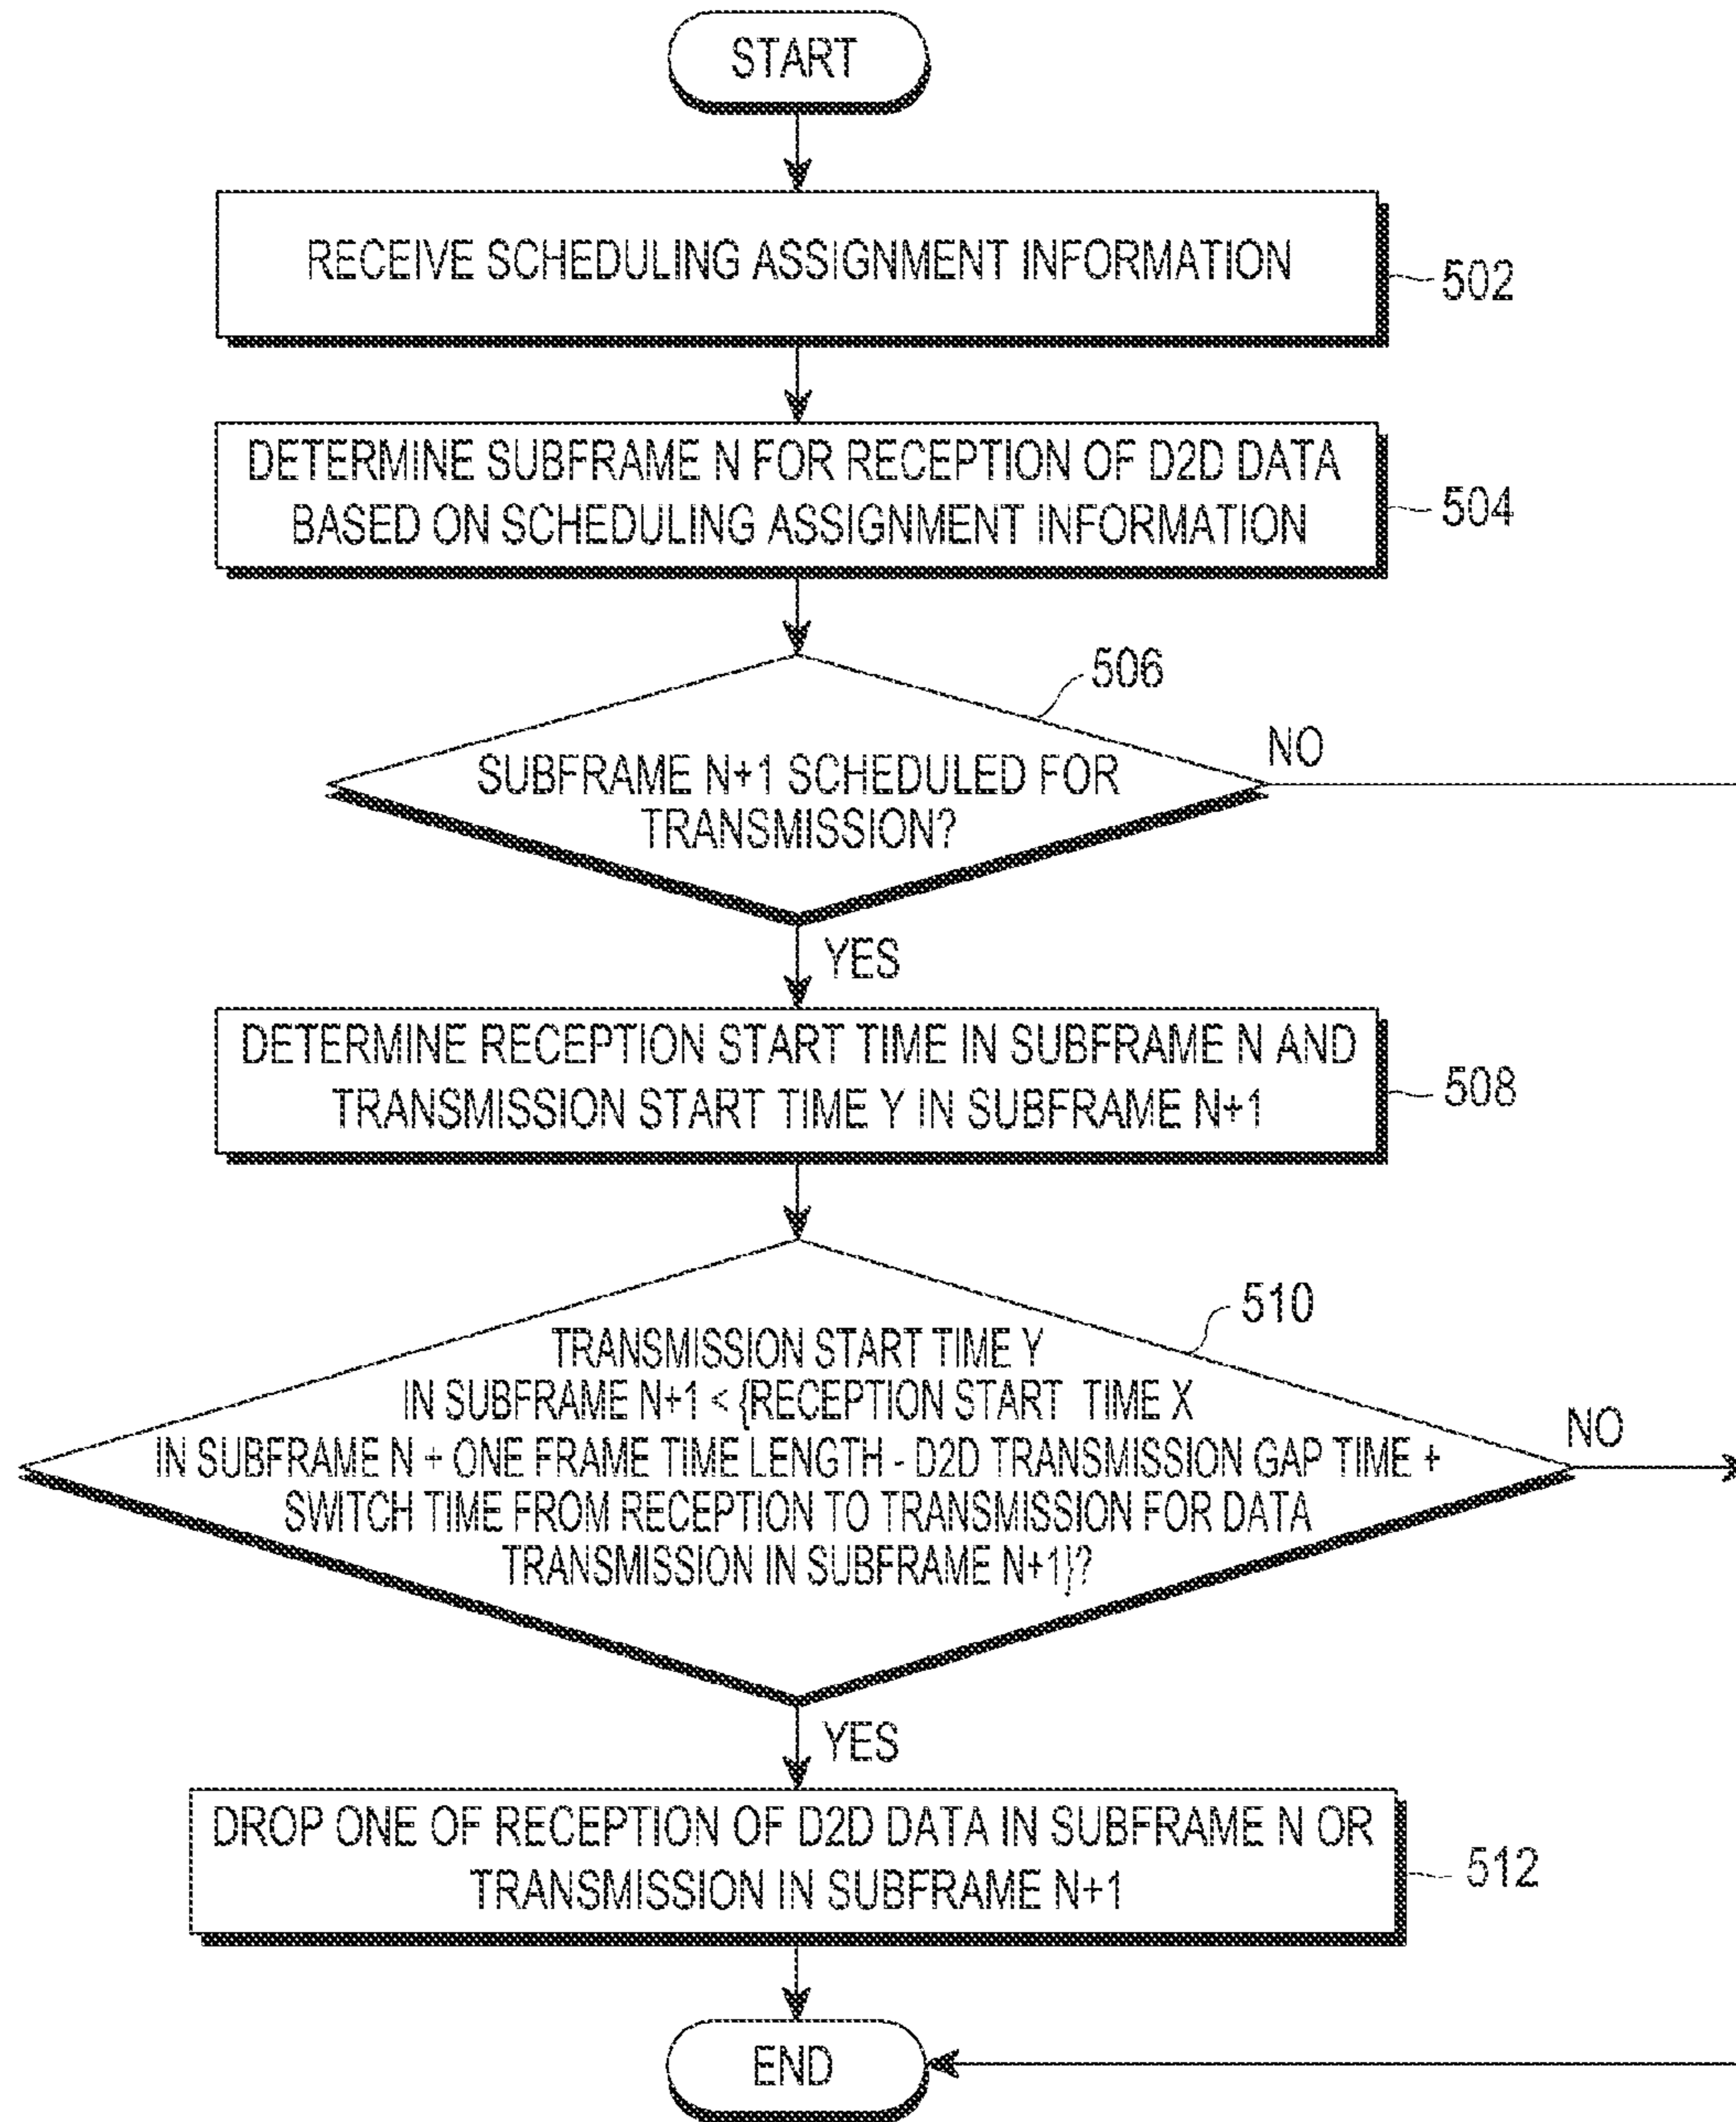 START
RECEIVE SCHEDULING ASSIGNMENT INFORMATION
502
DETERMINE SUBFRAME N FOR RECEPTION OF D2D DATA
BASED ON SCHEDULING ASSIGNMENT INFORMATION
504
506
SUBFRAME N+1 SCHEDULED FOR
TRANSMISSION?
NO
YES
DETERMINE RECEPTION START TIME IN SUBFRAME N AND
TRANSMISSION START TIME Y IN SUBFRAME N+1
508
510
TRANSMISSION START TIME Y
IN SUBFRAME N+1 < {RECEPTION START TIME X
IN SUBFRAME N + ONE FRAME TIME LENGTH - D2D TRANSMISSION GAP TIME +
SWITCH TIME FROM RECEPTION TO TRANSMISSION FOR DATA
TRANSMISSION IN SUBFRAME N+1}?
NO
YES
DROP ONE OF RECEPTION OF D2D DATA IN SUBFRAME N OR
TRANSMISSION IN SUBFRAME N+1
512
END